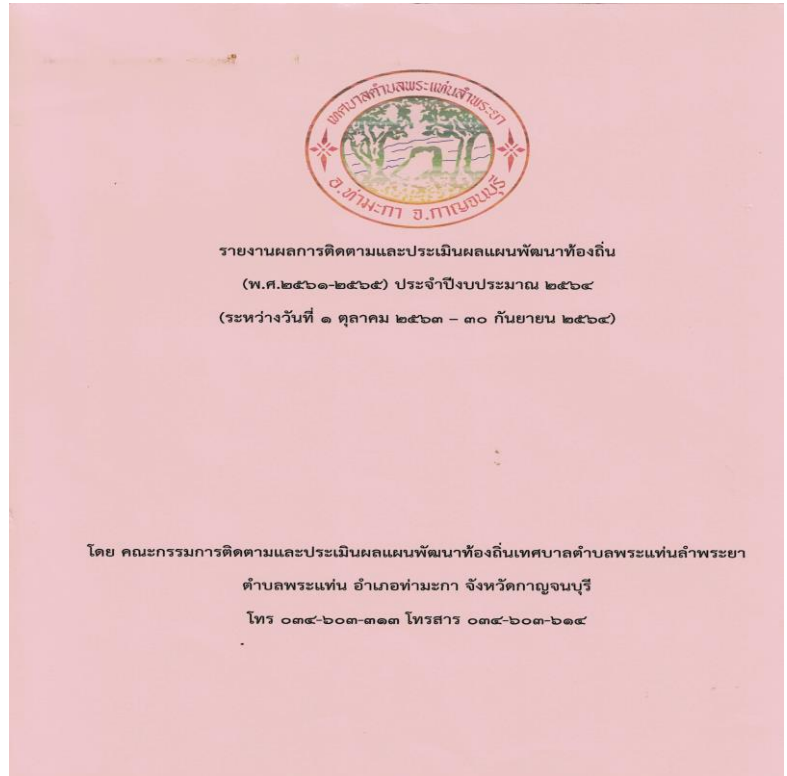 เทศบาลตำบลพระแท่นลำพระยา
อ.ท่ามะกา จ.กาญจนบุรี
รายงานผลการติดตามและประเมินผลแผนพัฒนาท้องถิ่น
(พ.ศ.๒๕๖๑-๒๕๖๕) ประจำปีงบประมาณ ๒๕๖๔
(ระหว่างวันที่ ๑ ตุลาคม ๒๕๖๓ – ๓๐ กันยายน ๒๕๖๔)
โดย คณะกรรมการติดตามและประเมินผลแผนพัฒนาท้องถิ่นเทศบาลตำบลพระแท่นลำพระยา
ตำบลพระแท่น อำเภอท่ามะกา จังหวัดกาญจนบุรี
โทร ๐๓๔-๖๐๓-๓๑๓ โทรสาร ๐๓๔-๖๐๓-๖๑๔